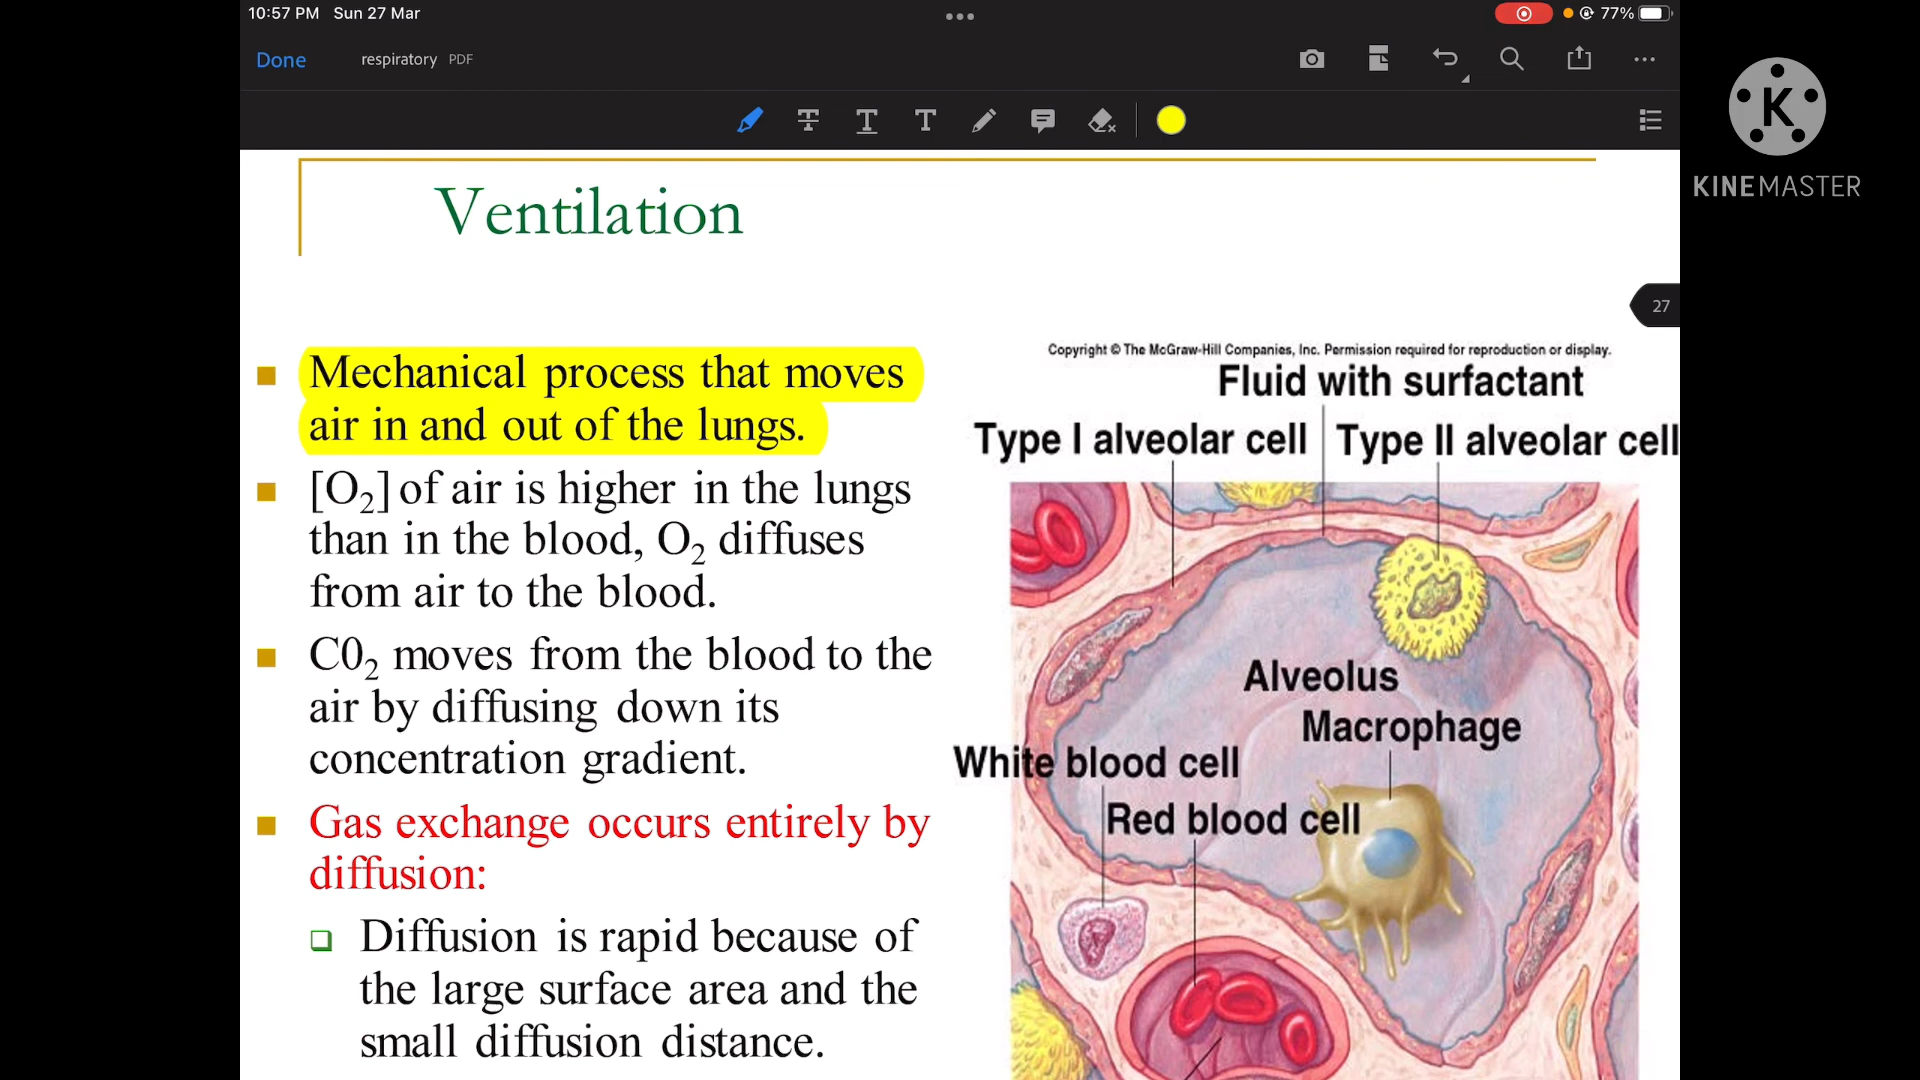 10:57 PM Sun 27 Mar
77%
Done
respiratory PDF
KINEMASTER
Ventilation
27
Mechanical process that moves
air in and out of the lungs.
[O₂] of air is higher in the lungs
than in the blood, O₂ diffuses
from air to the blood.
C0₂ moves from the blood to the
air by diffusing down its
concentration gradient.
Gas exchange occurs entirely by
diffusion:
Diffusion is rapid because of
the large surface area and the
small diffusion distance.
Copyright © The McGraw-Hill Companies, Inc. Permission required for reproduction or display.
Fluid with surfactant
Type I alveolar cell
Type II alveolar cell
Alveolus
Macrophage
White blood cell
Red blood cell